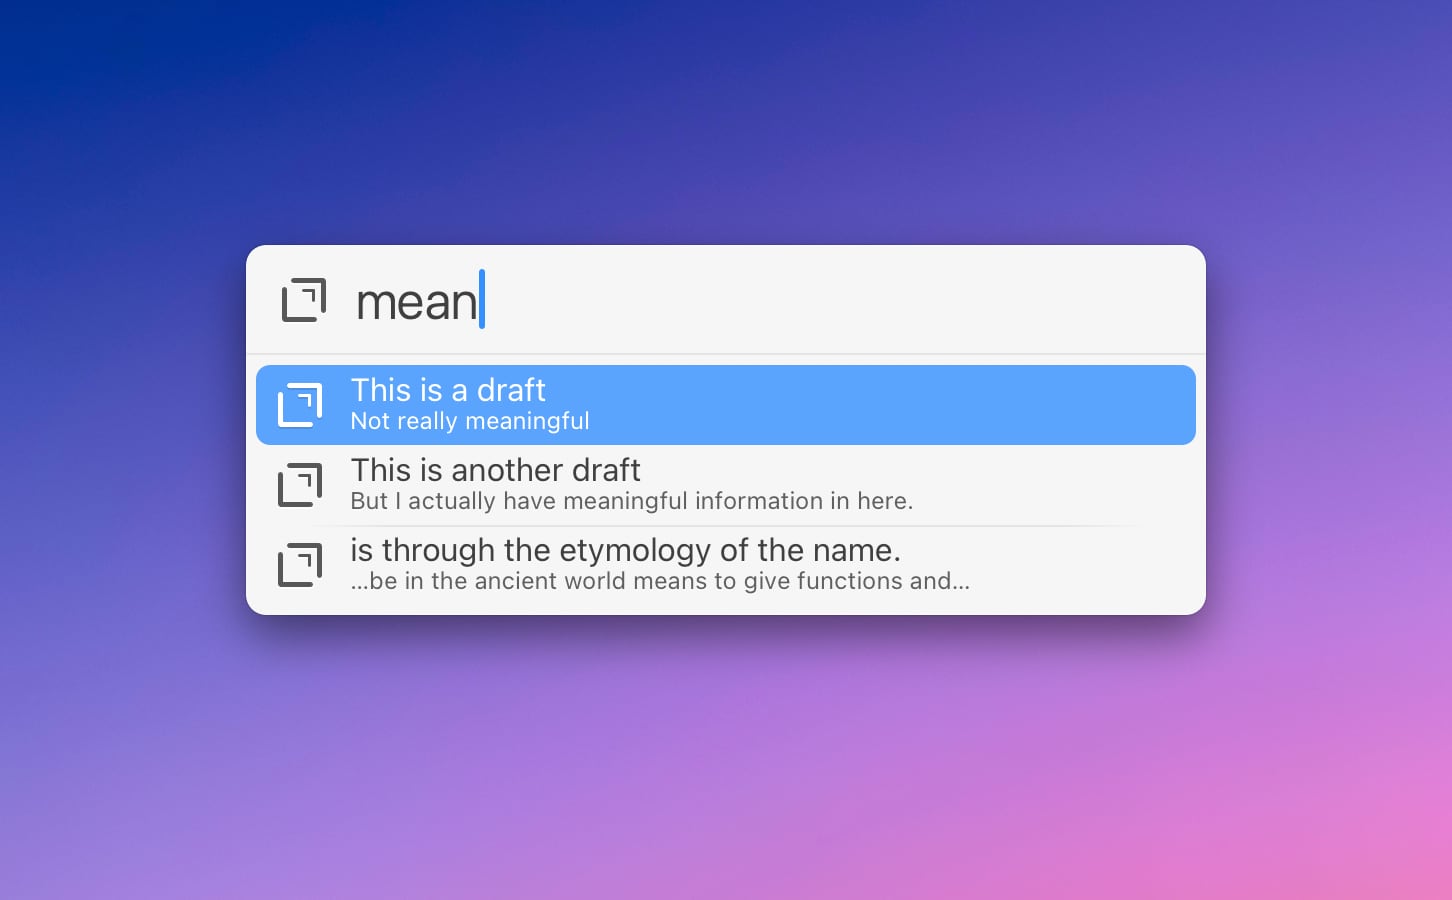 mean
This is a draft
Not really meaningful
This is another draft
But I actually have meaningful information in here.
is through the etymology of the name.
...be in the ancient world means to give functions and...